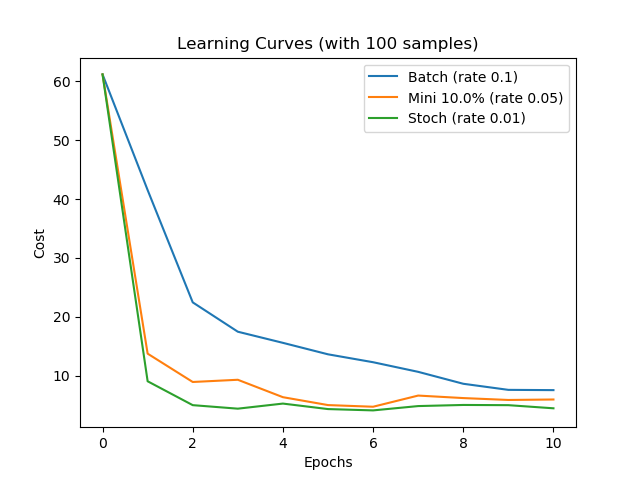 Learning Curves (with 100 samples)
Batch (rate 0.1)
Mini 10.0% (rate 0.05)
Stoch (rate 0.01)
Cost
60
50
40
30
20
10
0 2 4 6 8 10
Epochs